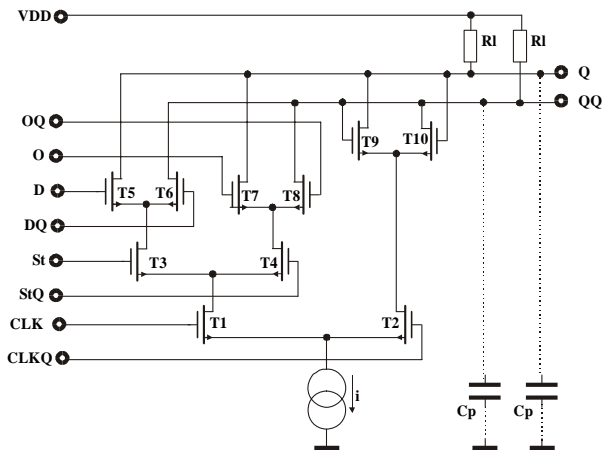 VDD
Rl Rl
Q
QQ
OQ
T9 T10
O
D T5 T6 T7 T8
DQ
St T3 T4
StQ
CLK T1 T2
CLKQ
i
Cp Cp